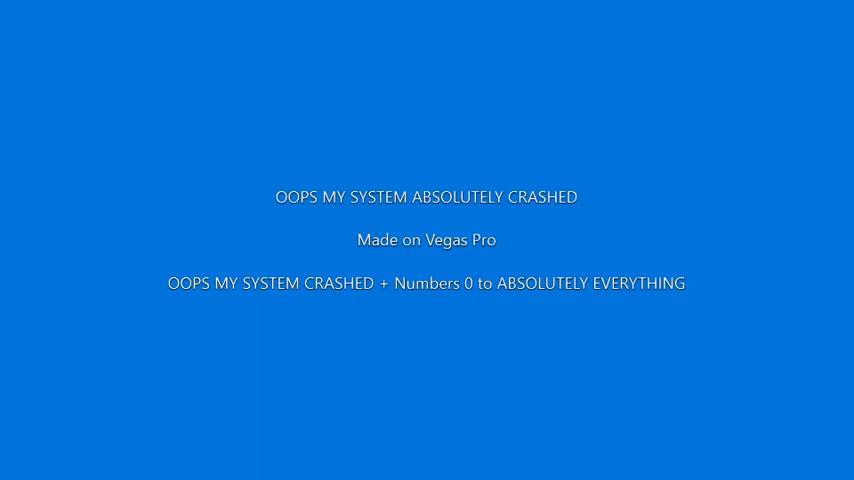 OOPS MY SYSTEM ABSOLUTELY CRASHED
Made on Vegas Pro
OOPS MY SYSTEM CRASHED + Numbers 0 to ABSOLUTELY EVERYTHING